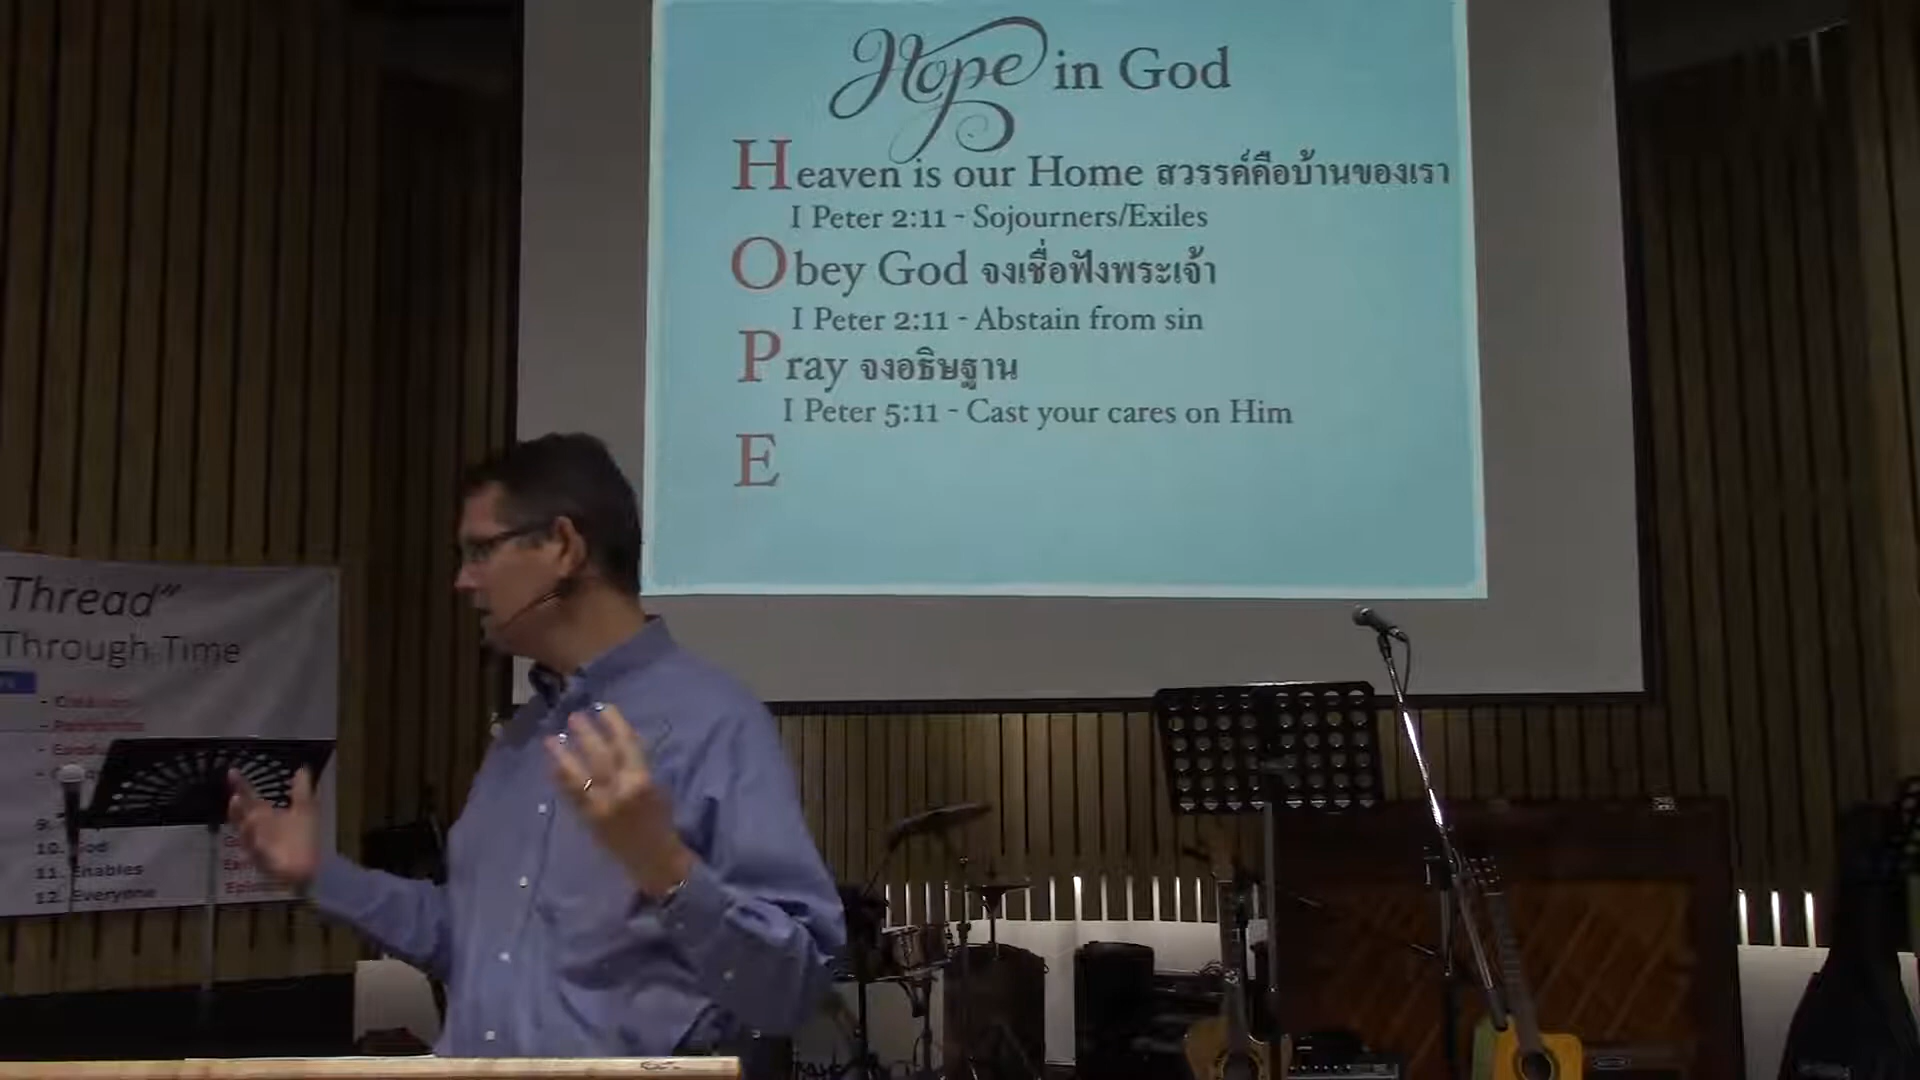 Hope in God
Heaven is our Home สวรรค์คือบ้านของเรา
I Peter 2:11 - Sojourners/Exiles
Obey God จงเชื่อฟังพระเจ้า
I Peter 2:11 - Abstain from sin
Pray จงอธิษฐาน
I Peter 5:11 - Cast your cares on Him
E
Thread”
Through Time
9.
10. God
11. Enables
12. Everyone